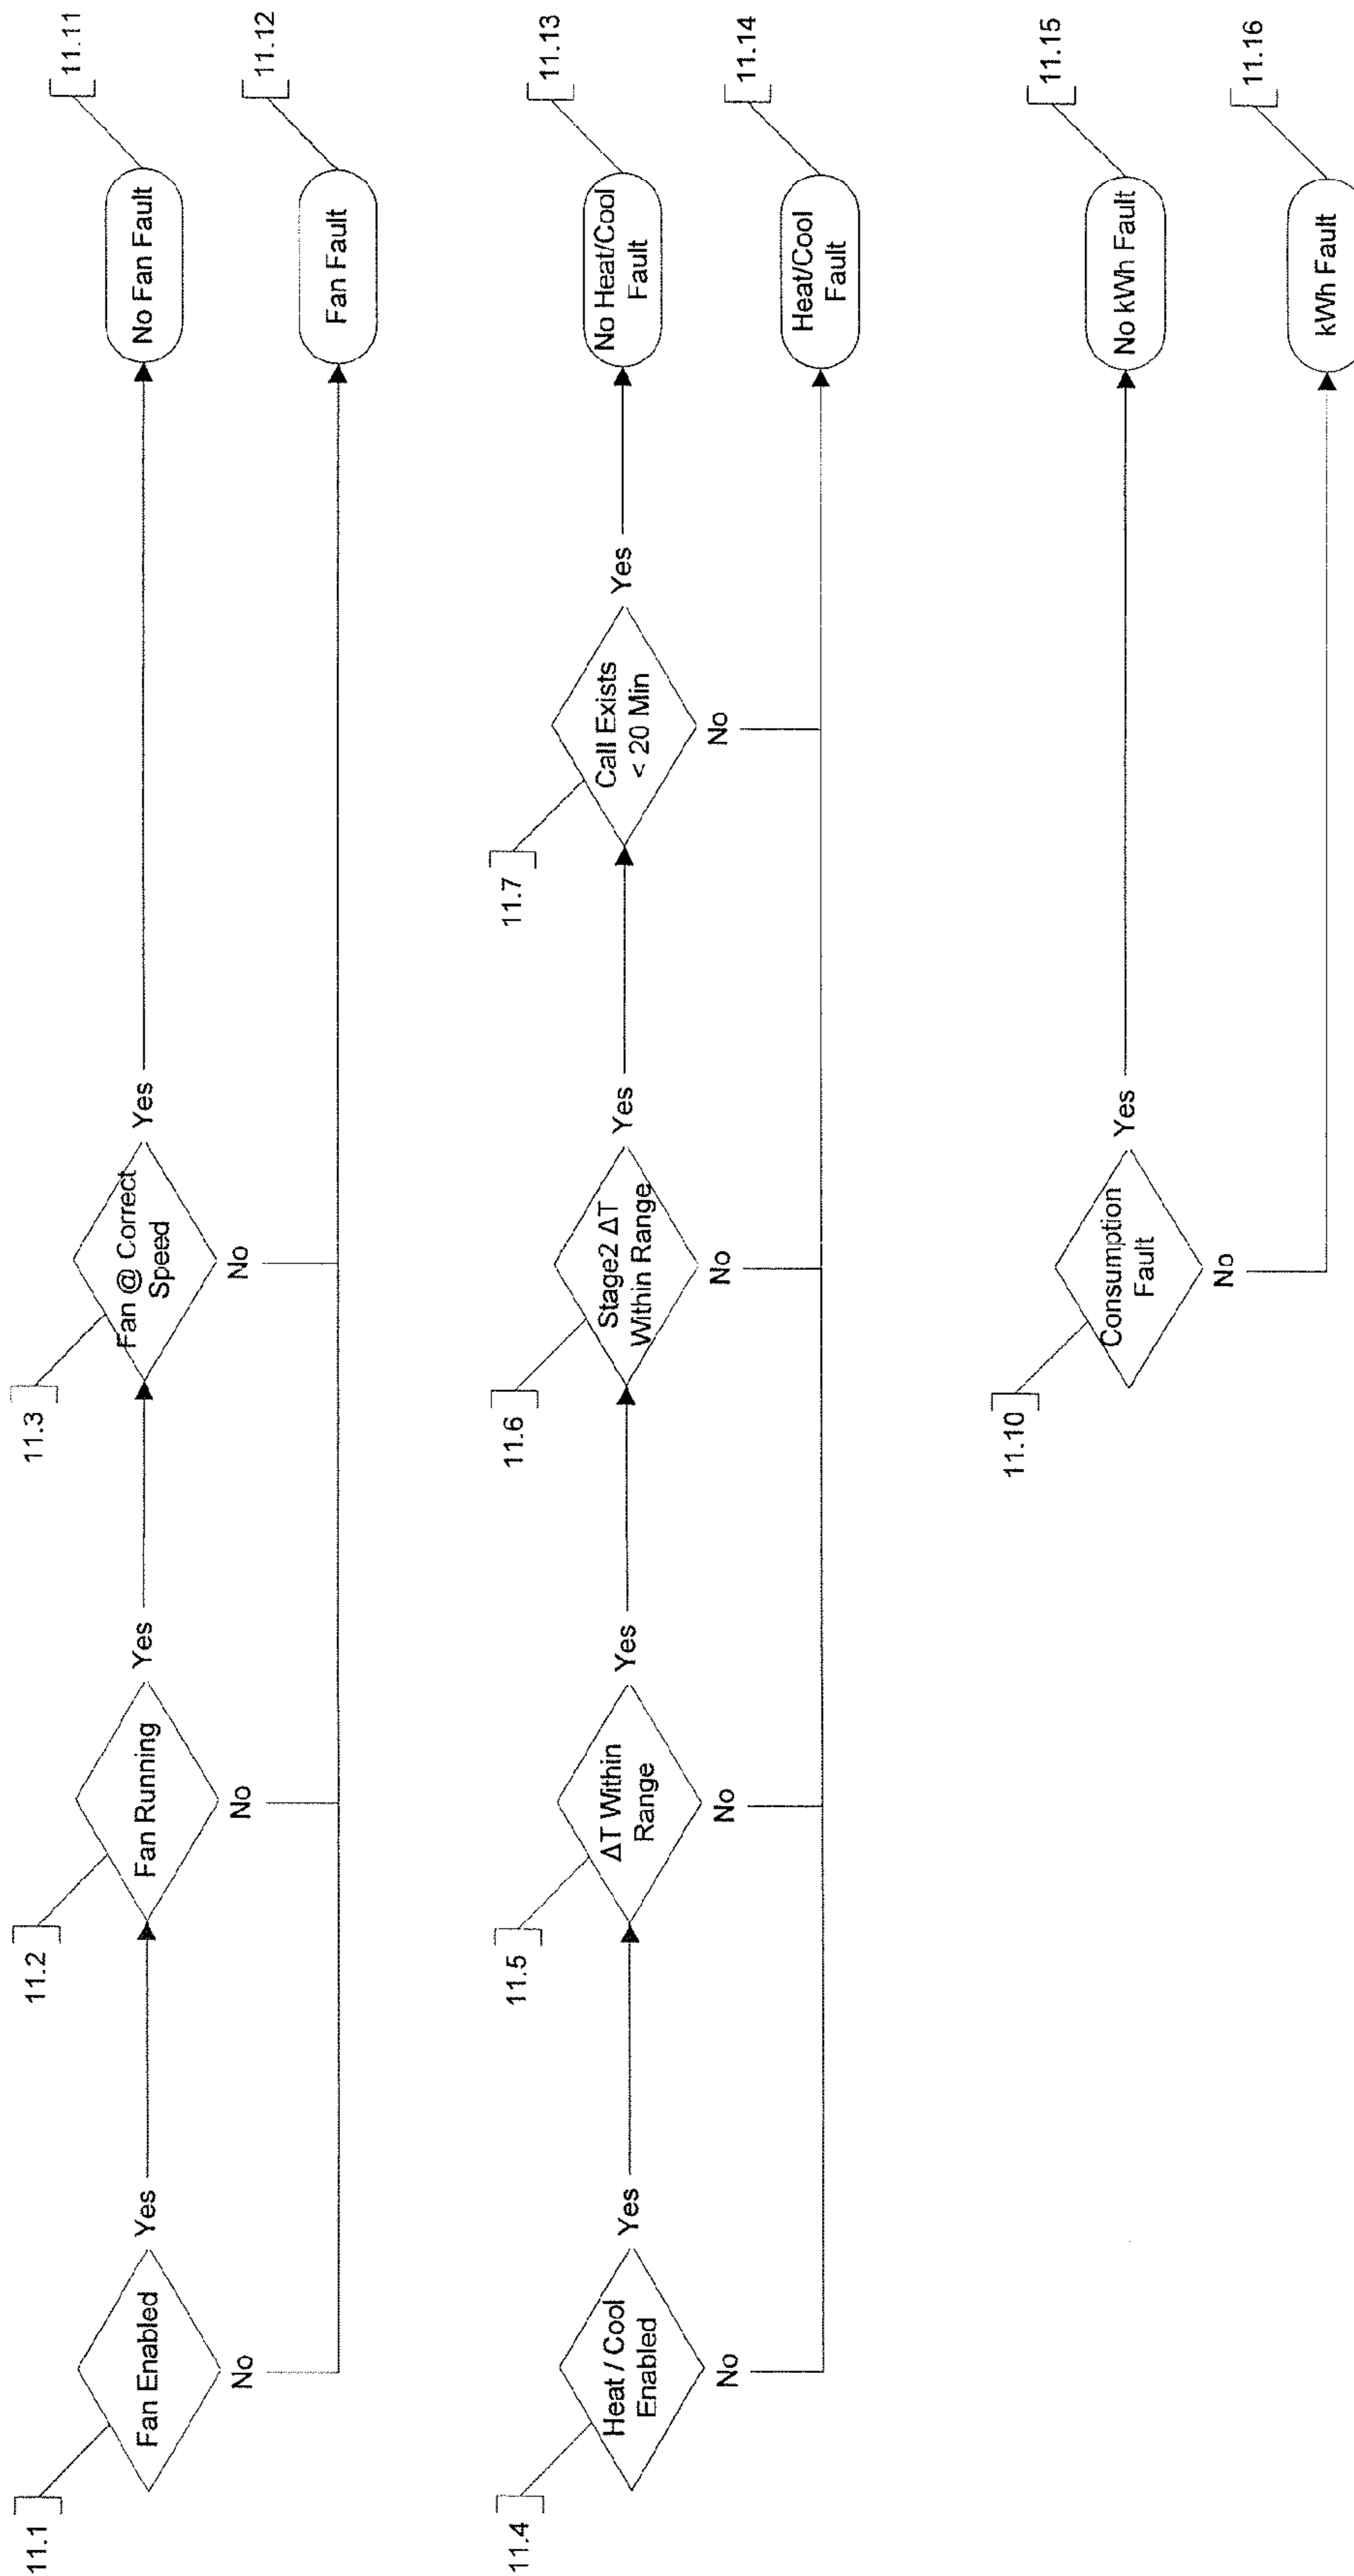 11.1
Fan Enabled
Yes
No
11.2
Fan Running
Yes
No
11.3
Fan @ Correct
Speed
Yes
No
No Fan Fault
11.11
Fan Fault
11.12
11.4
Heat / Cool
Enabled
Yes
No
11.5
ΔT Within
Range
Yes
No
11.6
Stage2 ΔT
Within Range
Yes
No
11.7
Call Exists
< 20 Min
Yes
No
No Heat/Cool
Fault
11.13
Heat/Cool
Fault
11.14
11.10
Consumption
Fault
Yes
No
No kWh Fault
11.15
kWh Fault
11.16